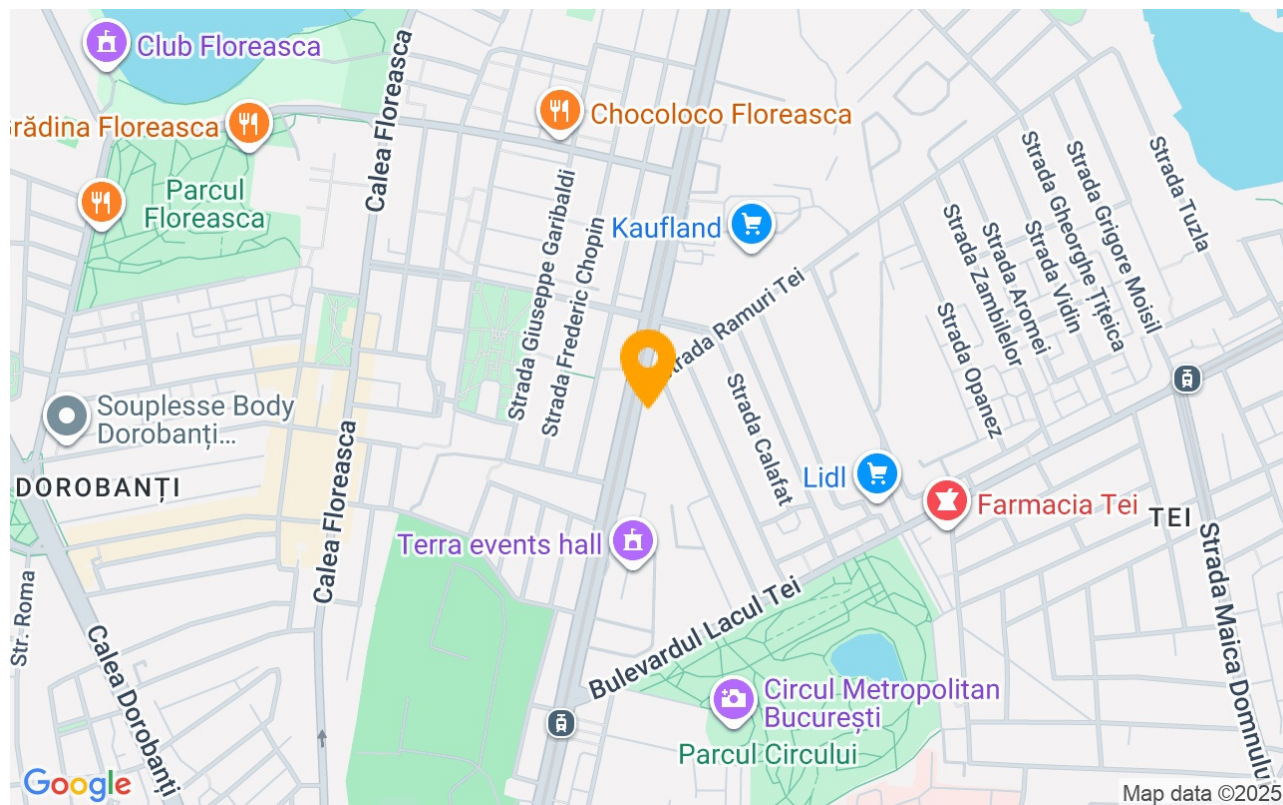 Club Floreasca
Grădina Floreasca
Parcul
Floreasca
Calea Floreasca
Chocoloco Floreasca
Kaufland
Strada Giuseppe Garibaldi
Strada Frederic Chopin
Strada Ramuri Tei
Strada Tuzla
Strada Grigore Moisil
Strada Gheorghe Țițeica
Strada Vidin
Strada Aromei
Strada Zambilelor
Strada Opanez
Strada Calafat
Souplesse Body
Dorobanți...
DOROBANȚI
Calea Floreasca
Lidl
Farmacia Tei
TEI
Terra events hall
Bulevardul Lacul Tei
Strada Maica Domnului
Str. Roma
Calea Dorobanți
Circul Metropolitan
București
Parcul Circului
Google
Map data ©2025